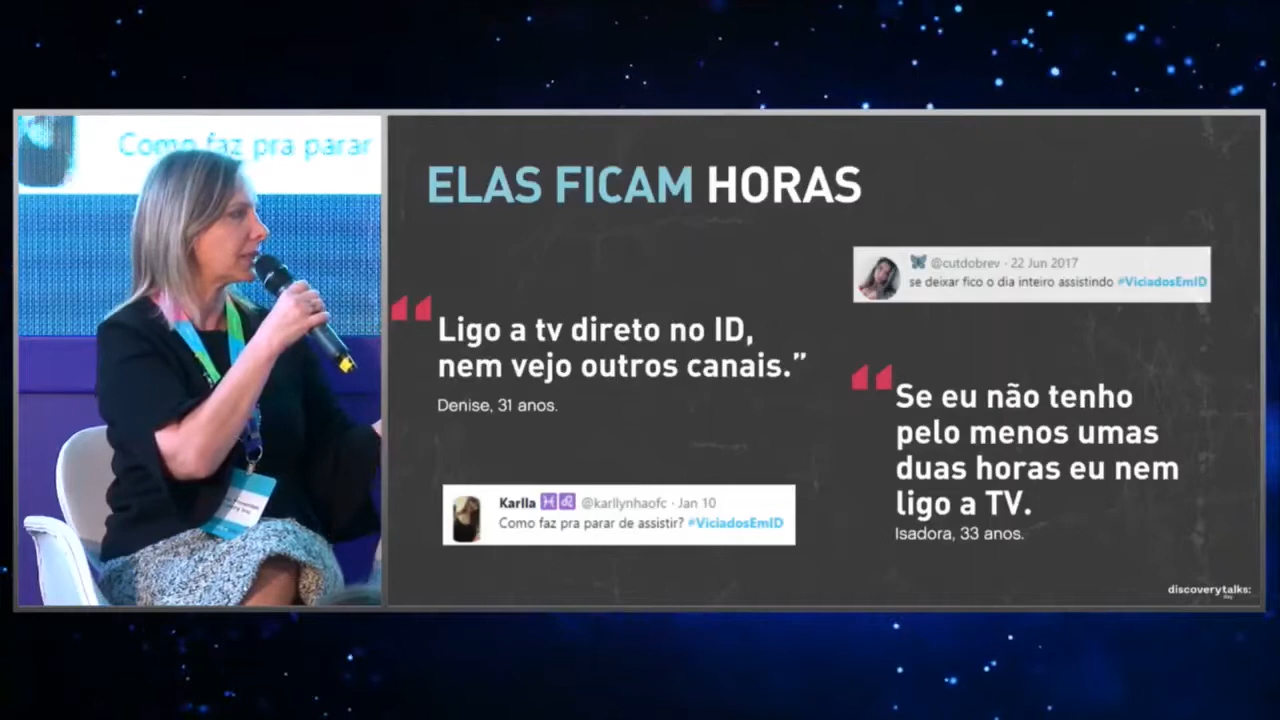 Como faz pra parar
ELAS FICAM HORAS
@cutdobrev · 22 Jun 2017
se deixar fico o dia inteiro assistindo #ViciadosEmID
Ligo a tv direto no ID,
nem vejo outros canais.”
Denise, 31 anos.
Se eu não tenho
pelo menos umas
duas horas eu nem
ligo a TV.
Isadora, 33 anos.
Karlla ♓♌ @karllynhaofc · Jan 10
Como faz pra parar de assistir? #ViciadosEmID
discoverytalks: